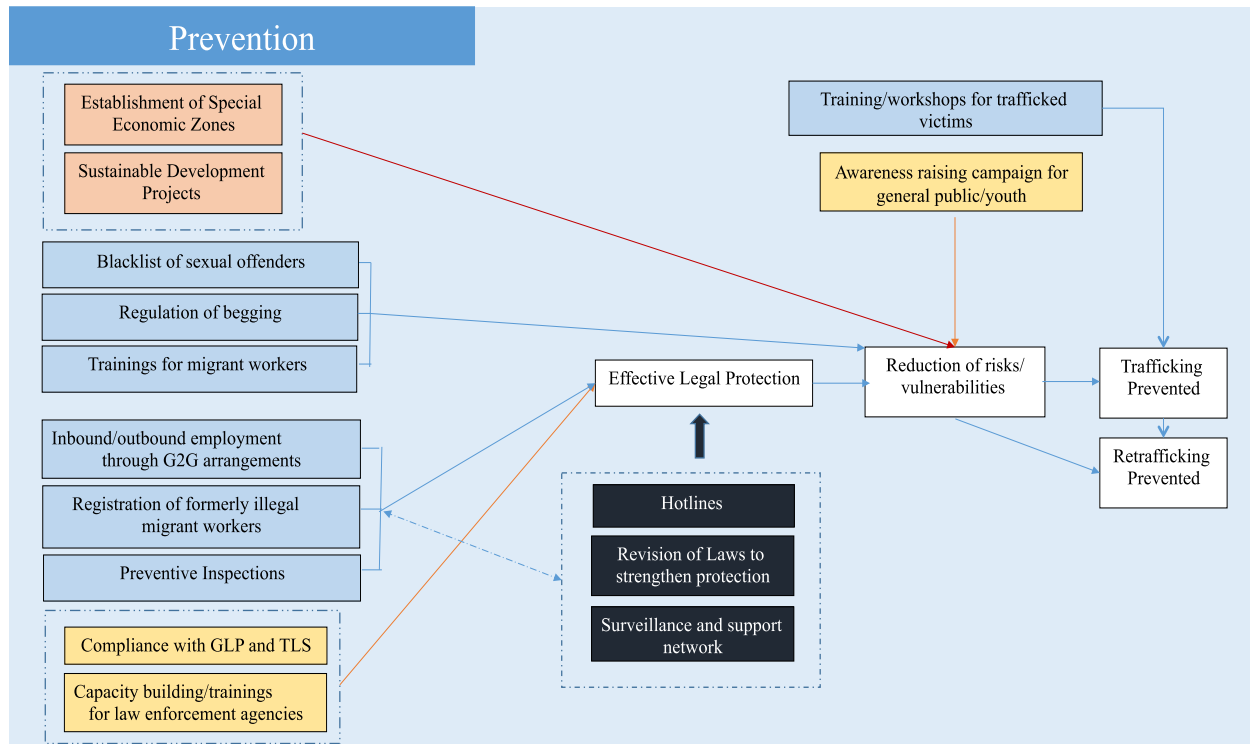 Prevention
Establishment of Special
Economic Zones
Sustainable Development
Projects
Blacklist of sexual offenders
Regulation of begging
Trainings for migrant workers
Inbound/outbound employment
through G2G arrangements
Registration of formerly illegal
migrant workers
Preventive Inspections
Compliance with GLP and TLS
Capacity building/trainings
for law enforcement agencies
Effective Legal Protection
Hotlines
Revision of Laws to
strengthen protection
Surveillance and support
network
Training/workshops for trafficked
victims
Awareness raising campaign for
general public/youth
Reduction of risks/
vulnerabilities
Trafficking
Prevented
Retrafficking
Prevented